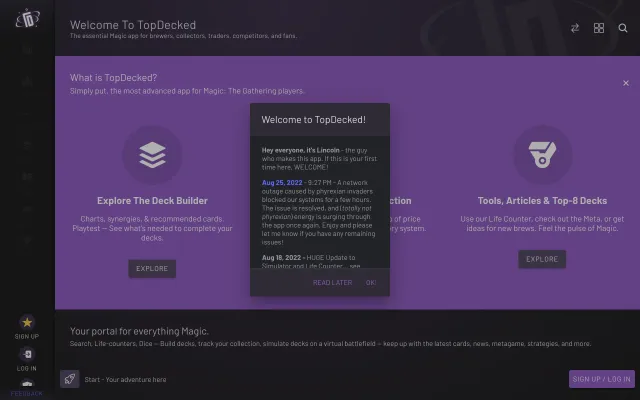 Welcome To TopDecked
The essential Magic app for brewers, collectors, traders, competitors, and fans.
What is TopDecked?
Simply put, the most advanced app for Magic: The Gathering players.
Welcome to TopDecked!
Hey everyone, it's Lincoln - the guy
who makes this app. If this is your first
time here, WELCOME!
Aug 25, 2022 - 9:27 PM - A network
outage caused by phyrexian invaders
blocked our systems for a few hours.
The issue is resolved, and (totally not
phyrexian) energy is surging through
the app once again. Enjoy and please
let me know if you have any remaining
issues!
Aug 18, 2022 - HUGE Update to
Simulator and Life Counter... see
READ LATER
OK!
Explore The Deck Builder
Charts, synergies, & recommended cards.
Playtest — See what's needed to complete your
decks.
EXPLORE
ction
of price
ry system.
Tools, Articles & Top-8 Decks
Use our Life Counter, check out the Meta, or get
ideas for new brews. Feel the pulse of Magic.
EXPLORE
Your portal for everything Magic.
Search, Life-counters, Dice — Build decks, track your collection, simulate decks on a virtual battlefield — keep up with the latest cards, news, metagame, strategies, and more.
SIGN UP
LOG IN
FEEDBACK
Start - Your adventure here
SIGN UP / LOG IN